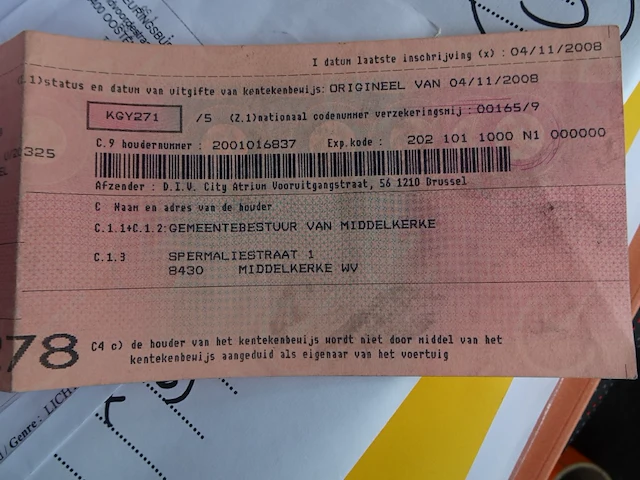 I datum laatste inschrijving (x) : 04/11/2008
.1)status en datum van uitgifte van kentekenbewijs: ORIGINEEL VAN 04/11/2008
KGY271 /5 (Z.1)nationaal codenummer verzekeringsmij : 00165/9
C.9 houdernummer : 2001016837 Exp.kode : 202 101 1000 N1 000000
325
Afzender : D.I.V. City Atrium Vooruitgangstraat, 56 1210 Brussel
C Naam en adres van de houder
C.1.1+C.1.2: GEMEENTEBESTUUR VAN MIDDELKERKE
C.1.3 SPERMALIESTRAAT 1
8430 MIDDELKERKE WV
78 C4 c) de houder van het kentekenbewijs wordt niet door middel van het
kentekenbewijs aangeduid als eigenaar van het voertuig
/ Genre : LICH